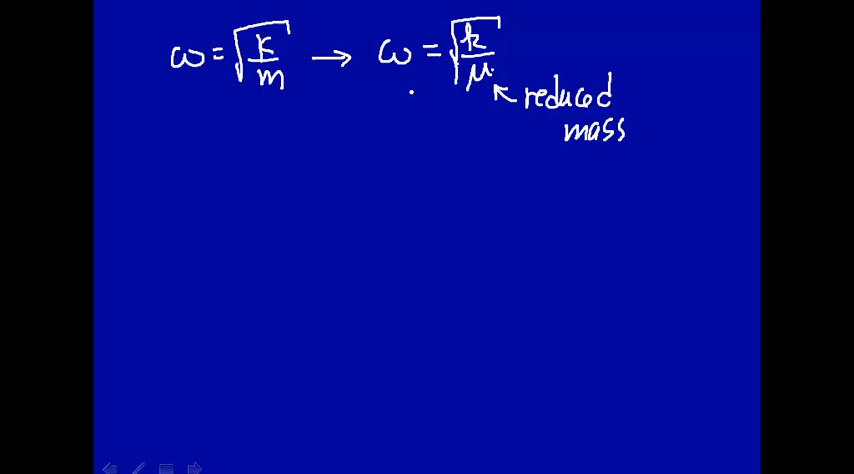 ω = √k/m → ω = √k/μ
← reduced
mass